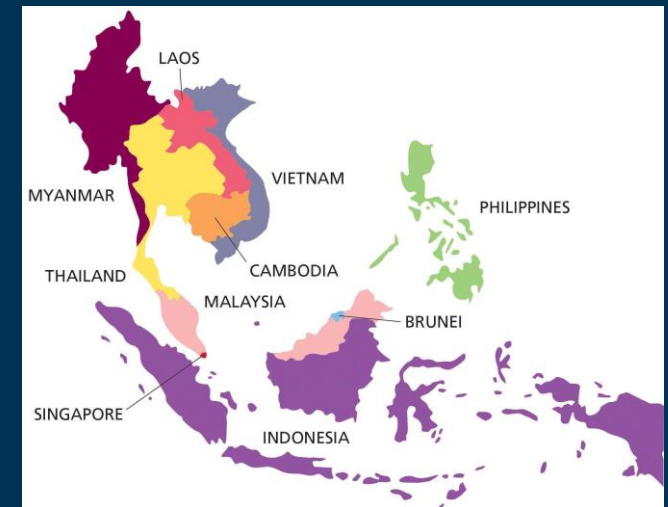 LAOS
MYANMAR
VIETNAM
PHILIPPINES
THAILAND
CAMBODIA
MALAYSIA
BRUNEI
SINGAPORE
INDONESIA